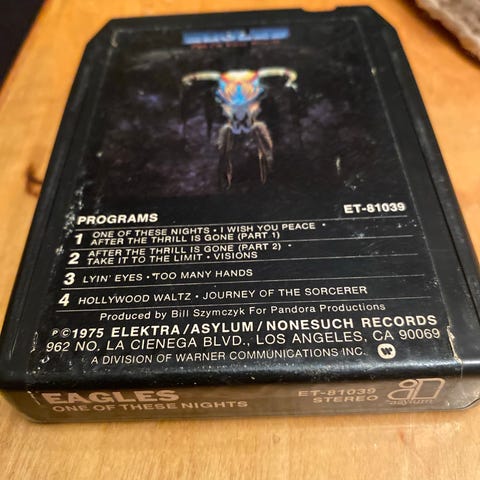 EAGLES
PROGRAMS
ET-81039
1 ONE OF THESE NIGHTS • I WISH YOU PEACE •
AFTER THE THRILL IS GONE (PART 1)
2 AFTER THE THRILL IS GONE (PART 2) •
TAKE IT TO THE LIMIT • VISIONS
3 LYIN' EYES • TOO MANY HANDS
4 HOLLYWOOD WALTZ • JOURNEY OF THE SORCERER
Produced by Bill Szymczyk For Pandora Productions
℗©1975 ELEKTRA/ASYLUM/NONESUCH RECORDS
962 NO. LA CIENEGA BLVD., LOS ANGELES, CA 90069
A DIVISION OF WARNER COMMUNICATIONS INC.
EAGLES
ONE OF THESE NIGHTS
ET-81039
STEREO
asylum